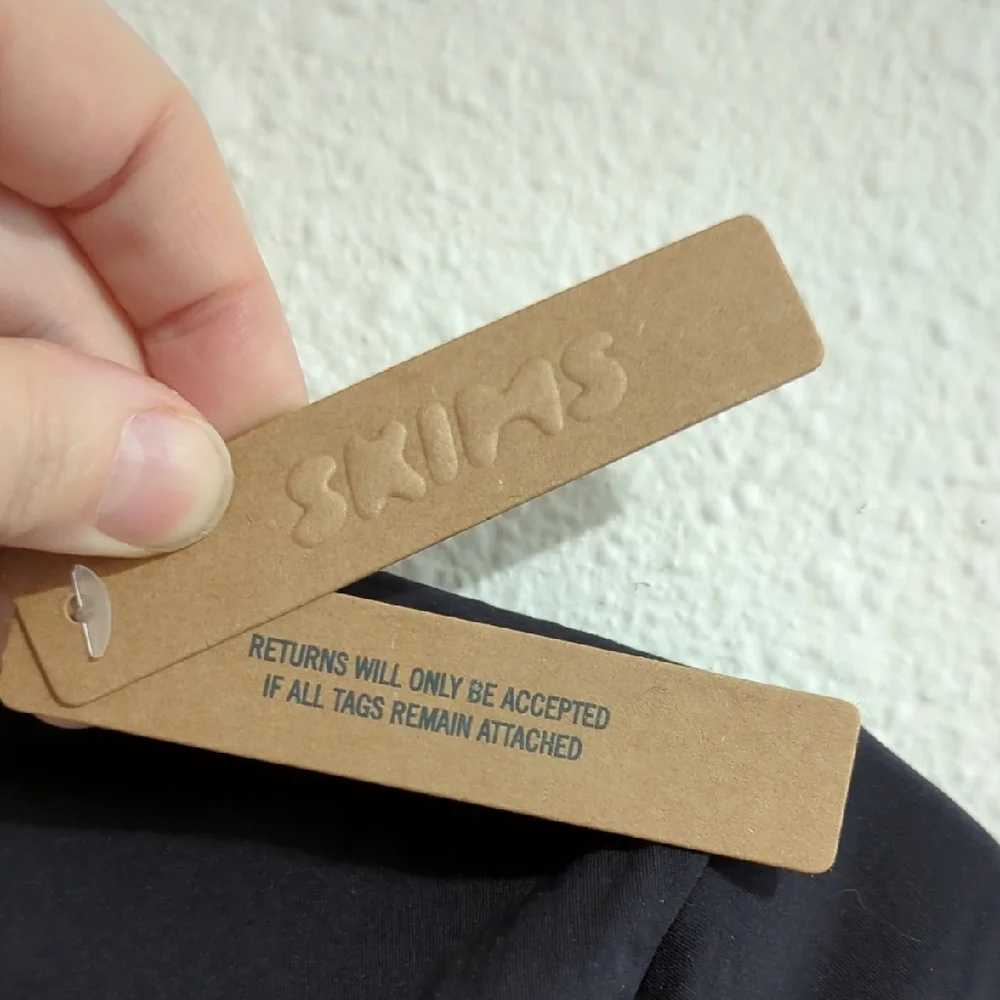 SKIMS
RETURNS WILL ONLY BE ACCEPTED
IF ALL TAGS REMAIN ATTACHED